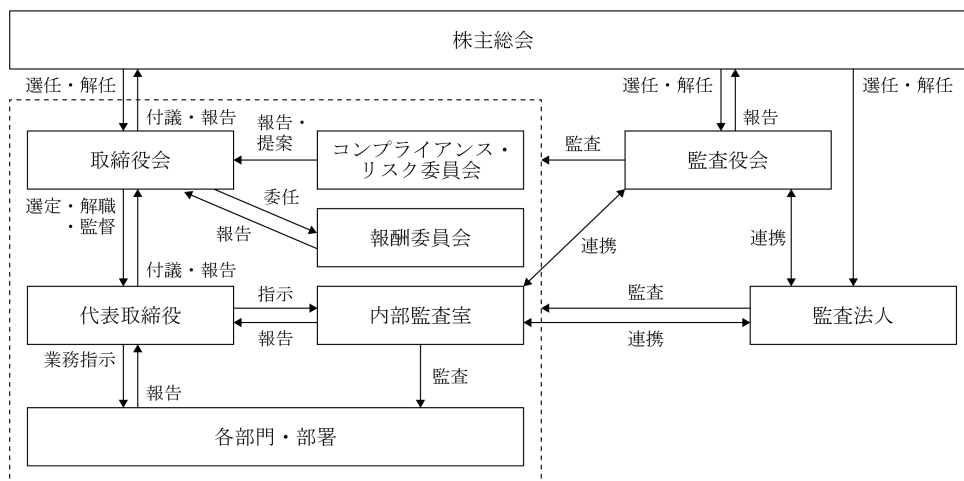 株主総会
選任・解任
付議・報告
選任・解任
報告
選任・解任
取締役会
報告・
提案
コンプライアンス・
リスク委員会
監査
監査役会
選定・解職
・監督
委任
報告
報酬委員会
連携
連携
付議・報告
代表取締役
指示
報告
内部監査室
監査
連携
監査法人
業務指示
報告
監査
各部門・部署